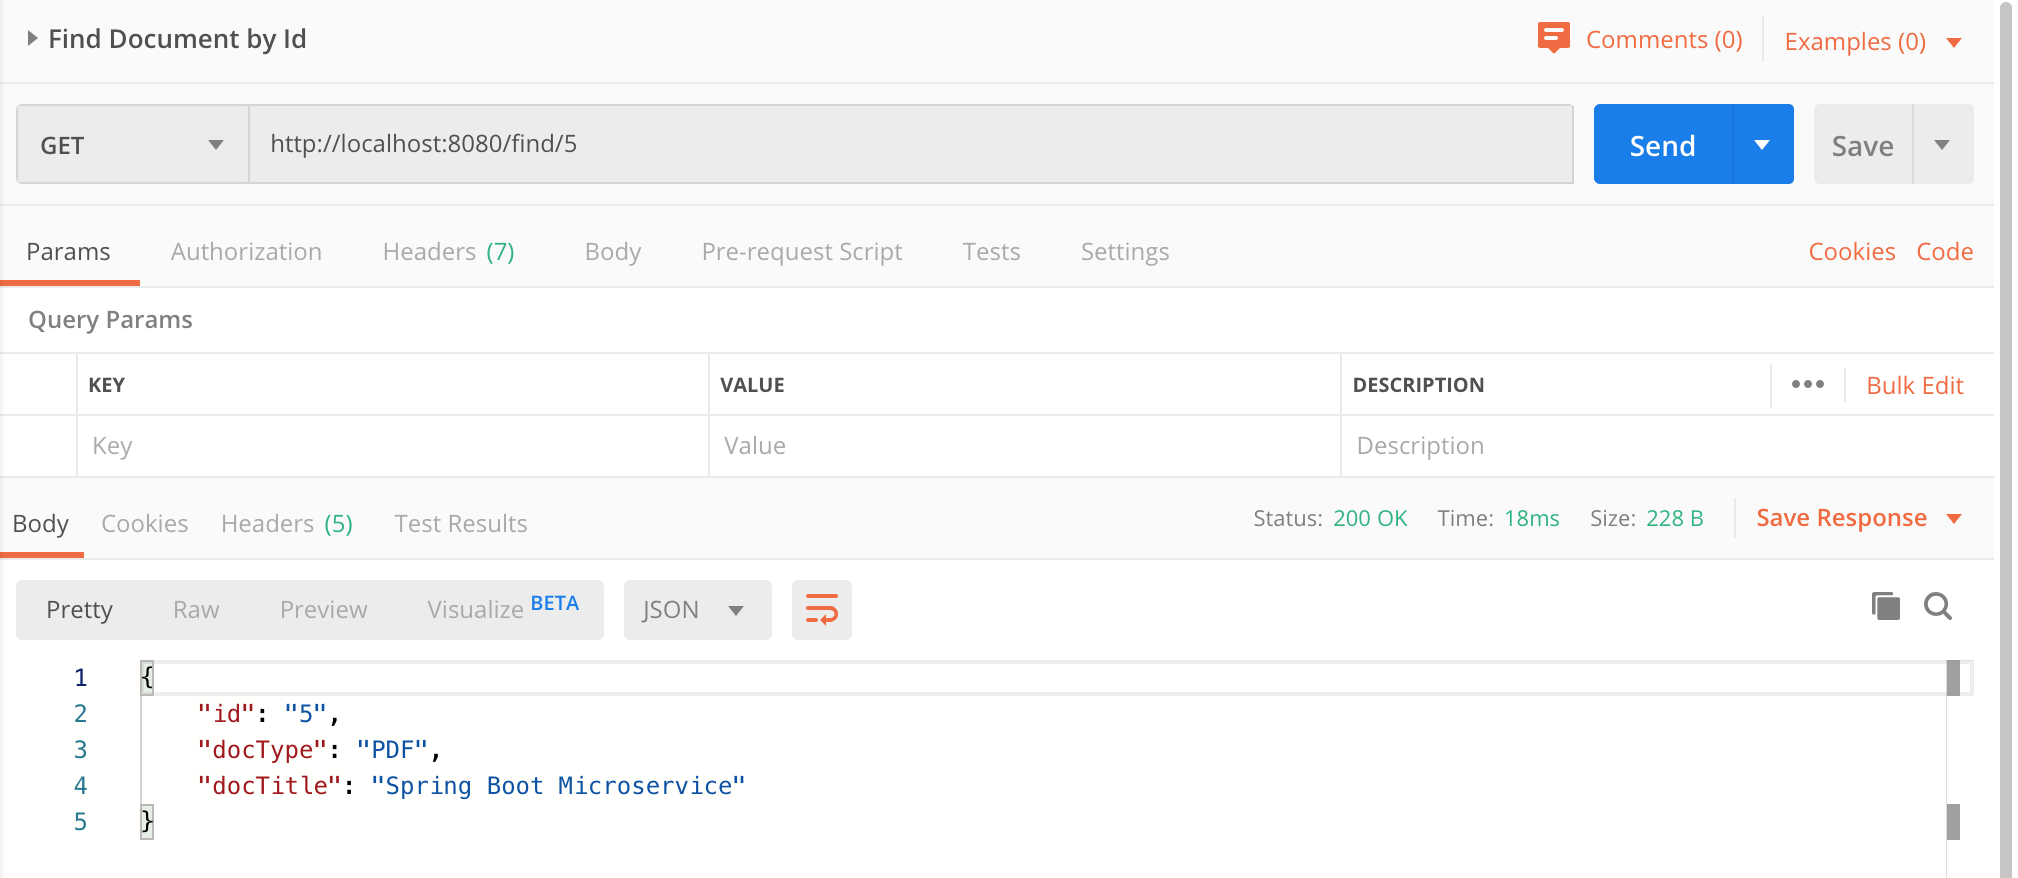 Find Document by Id
Comments (0) Examples (0)
GET http://localhost:8080/find/5 Send Save
Params Authorization Headers (7) Body Pre-request Script Tests Settings Cookies Code
Query Params
KEY VALUE DESCRIPTION Bulk Edit
Key Value Description
Body Cookies Headers (5) Test Results Status: 200 OK Time: 18ms Size: 228 B Save Response
Pretty Raw Preview Visualize BETA JSON
1 {
2 "id": "5",
3 "docType": "PDF",
4 "docTitle": "Spring Boot Microservice"
5 }